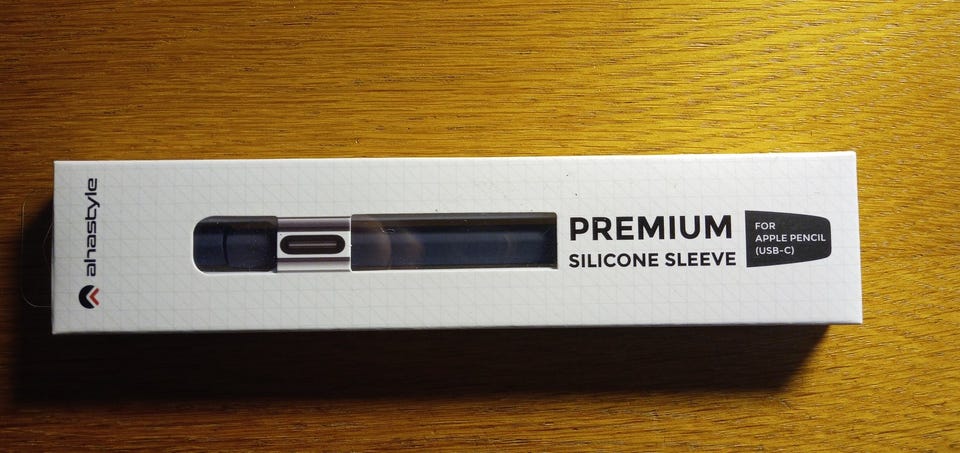 ahastyle
PREMIUM
SILICONE SLEEVE
FOR
APPLE PENCIL
(USB-C)